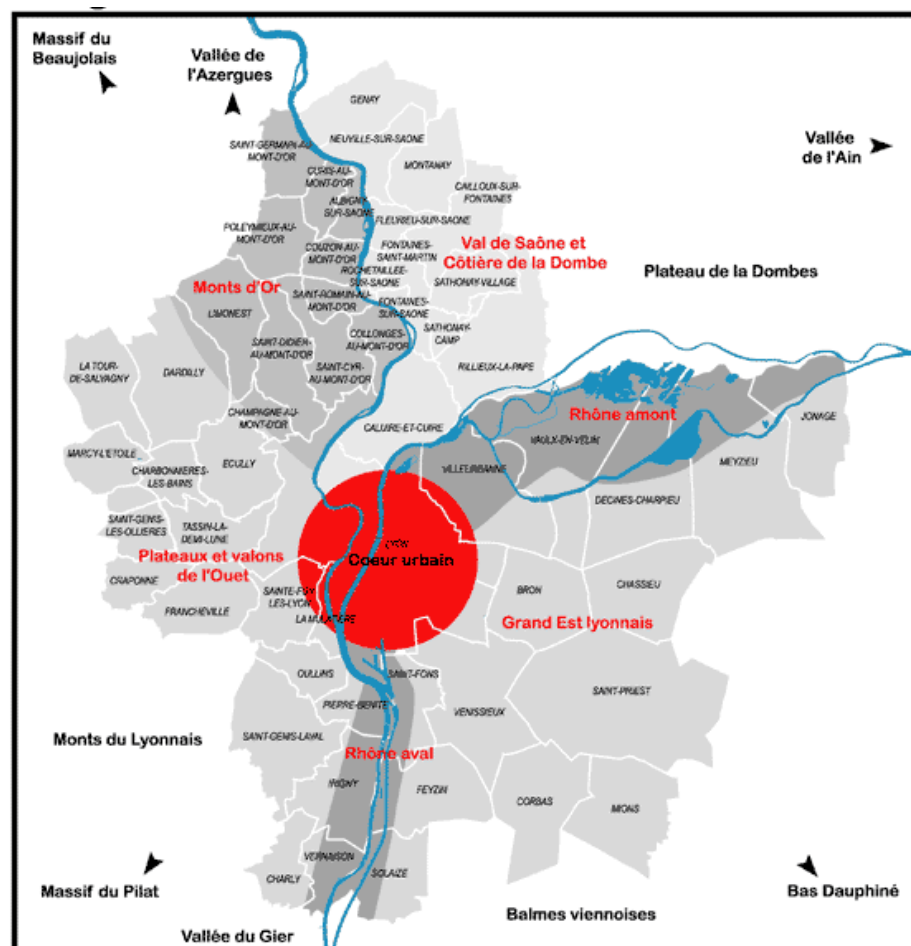 Massif du
Beaujolais
Vallée de
l'Azergues
Vallée
de l'Ain
GENAY
NEUVILLE-SUR-SAONE
SAINT-GERMAIN-AU-
MONT-D'OR
MONTANAY
CURIS-AU-
MONT-D'OR
CAILLOUX-SUR-
FONTAINES
ALBIGNY-
SUR-SAONE
FLEURIEU-SUR-SAONE
POLEYMIEUX-AU-
MONT-D'OR
COUZON-AU-
MONT-D'OR
FONTAINES-
SAINT-MARTIN
Val de Saône et
Côtière de la Dombe
ROCHETAILLEE-
SUR-SAONE
Plateau de la Dombes
SATHONAY-VILLAGE
Monts d'Or
SAINT-ROMAIN-AU-
MONT-D'OR
FONTAINES-
SUR-SAONE
LIMONEST
SATHONAY-
CAMP
COLLONGES-
AU-MONT-D'OR
SAINT-DIDIER-
AU-MONT-D'OR
LA TOUR-
DE-SALVAGNY
DARDILLY
SAINT-CYR-
AU-MONT-D'OR
RILLIEUX-LA-PAPE
CHAMPAGNE-AU-
MONT-D'OR
CALUIRE-ET-CUIRE
Rhône amont
JONAGE
VAULX-EN-VELIN
MARCY-L'ETOILE
ECULLY
CHARBONNIERES-
LES-BAINS
VILLEURBANNE
MEYZIEU
DECINES-CHARPIEU
SAINT-GENIS-
LES-OLLIERES
TASSIN-LA-
DEMI-LUNE
LYON
Coeur urbain
Plateaux et valons
de l'Ouet
CRAPONNE
SAINTE-FOY
LES-LYON
BRON
CHASSIEU
FRANCHEVILLE
LA MULATIERE
Grand Est lyonnais
OULLINS
SAINT-FONS
SAINT-PRIEST
PIERRE-BENITE
VENISSIEUX
Monts du Lyonnais
SAINT-GENIS-LAVAL
Rhône aval
IRIGNY
FEYZIN
CORBAS
MIONS
VERNAISON
CHARLY
SOLAIZE
Massif du Pilat
Bas Dauphiné
Balmes viennoises
Vallée du Gier